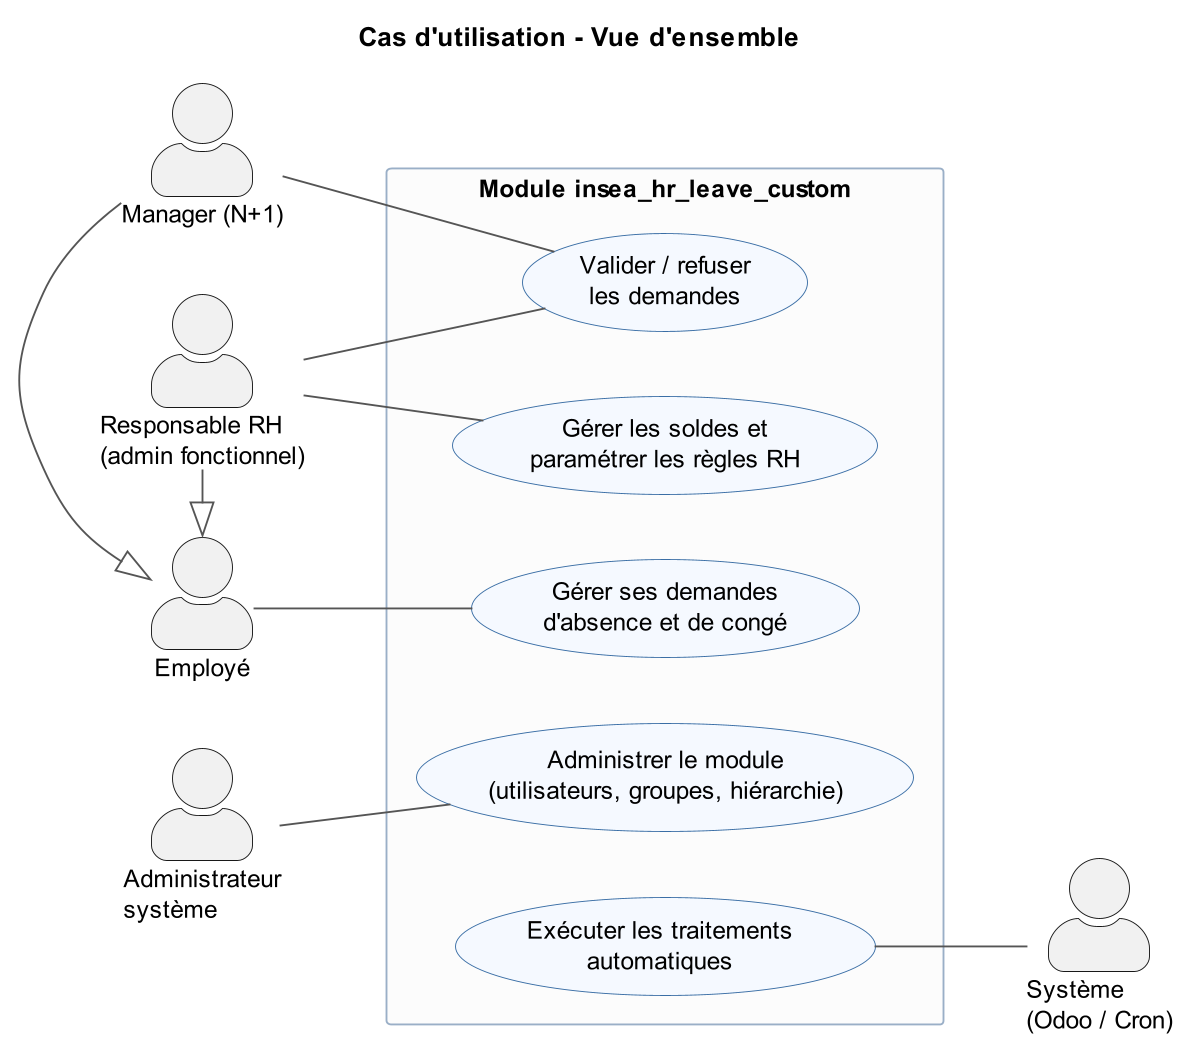 Cas d'utilisation - Vue d'ensemble
Manager (N+1)
Module insea_hr_leave_custom
Valider / refuser
les demandes
Responsable RH
(admin fonctionnel)
Gérer les soldes et
paramétrer les règles RH
Employé
Gérer ses demandes
d'absence et de congé
Administrateur
système
Administrer le module
(utilisateurs, groupes, hiérarchie)
Exécuter les traitements
automatiques
Système
(Odoo / Cron)